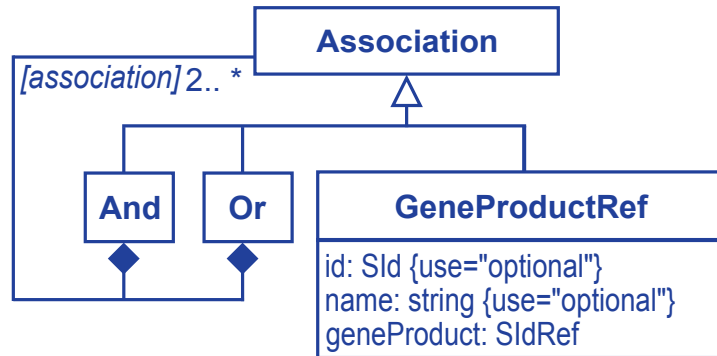 Association
[association] 2.. *
And
Or
GeneProductRef
id: SId {use="optional"}
name: string {use="optional"}
geneProduct: SIdRef